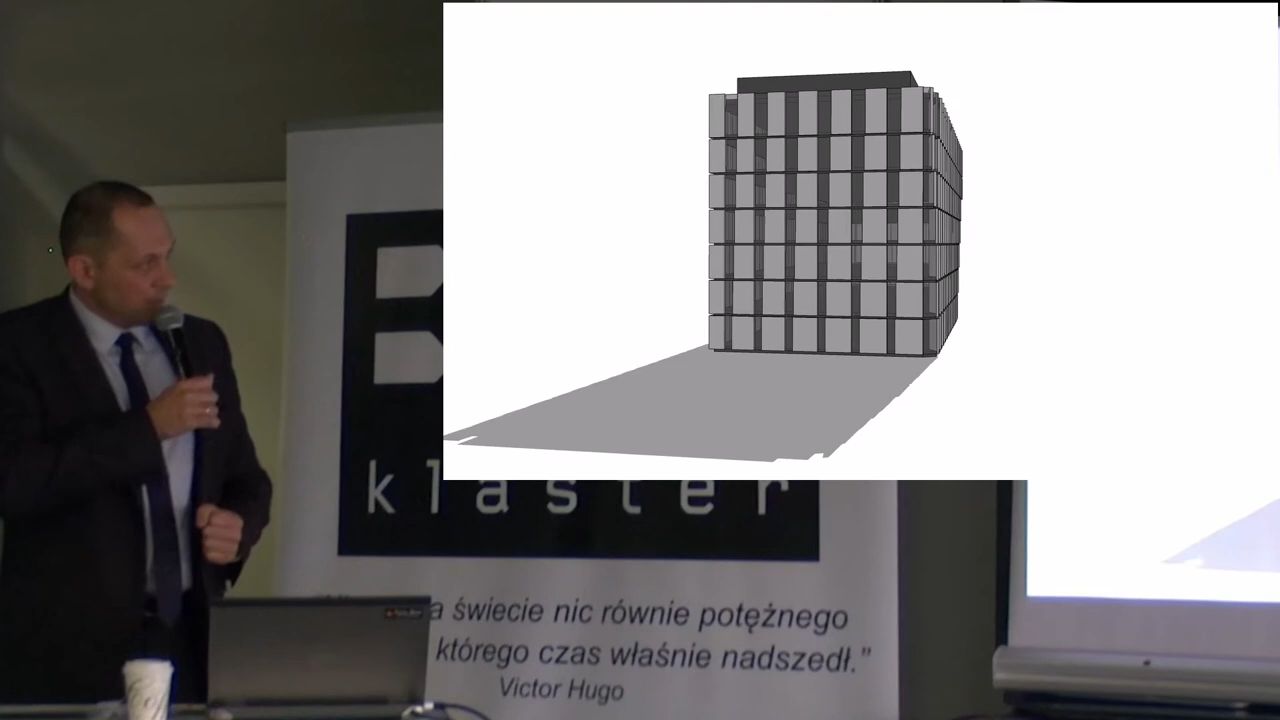 klaster
świecie nic równie potężnego
którego czas właśnie nadszedł.”
Victor Hugo